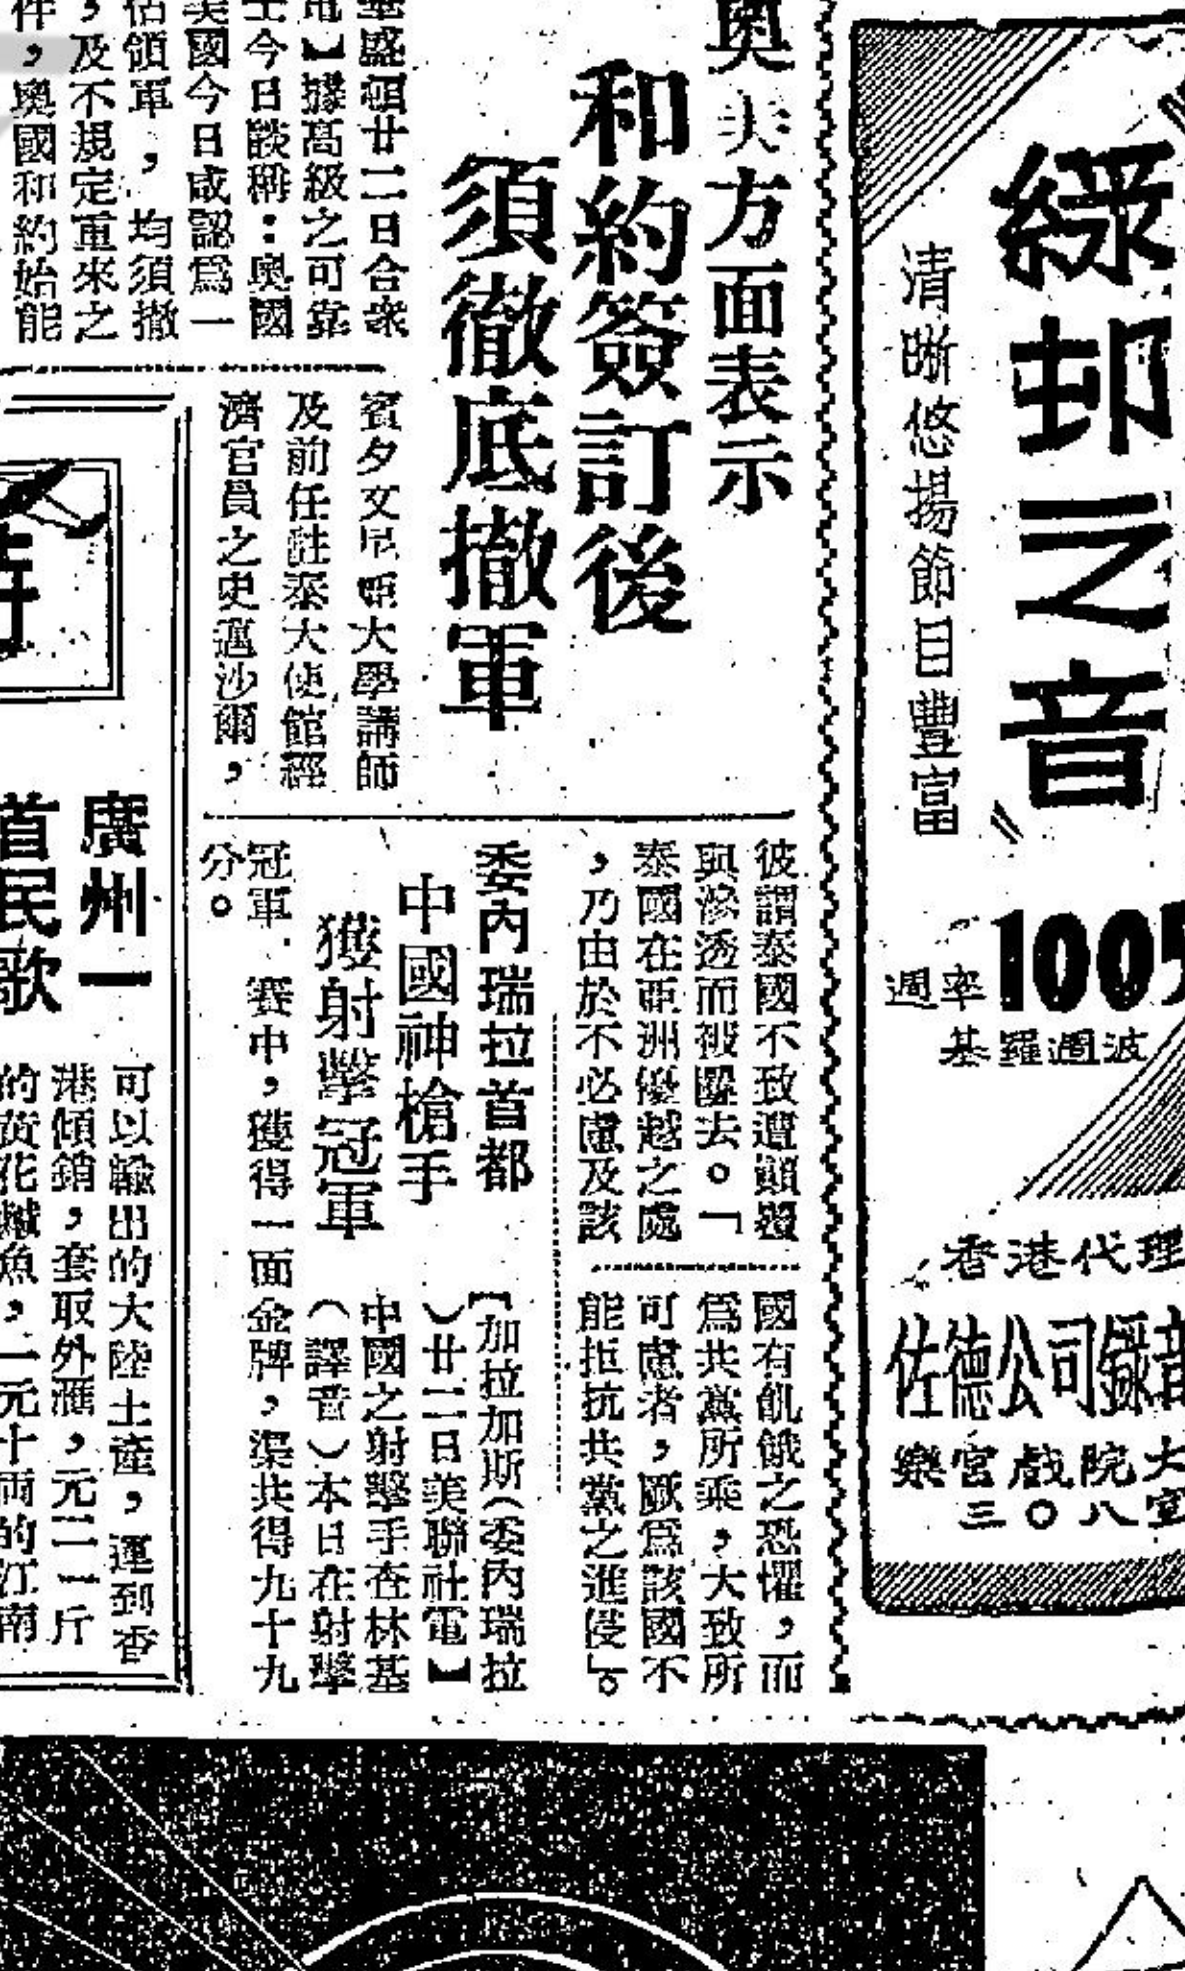 綠邨之音
清晰悠揚節目豐富
週率
100
基羅週波
香港代理
佐德公司錄音
樂宮戲院大
三〇八室
奧
美方面表示
和約簽訂後
須徹底撤軍
華盛頓廿二日合衆
電】據高級之可靠
士今日談稱：奧國
美國今日咸認爲一
佔領軍，均須撤
，及不規定重來之
件，奧國和約始能
賓夕文尼亞大學講師
及前任駐泰大使館經
濟官員之史邁沙爾，
彼謂泰國不致遭顛覆
與滲透而被攫去。「
泰國在亞洲優越之處
，乃由於不必慮及該
國有飢餓之恐懼，而
爲共黨所乘，大致所
可慮者，厥爲該國不
能拒抗共黨之進侵」。
委內瑞拉首都
中國神槍手
獲射擊冠軍
【加拉加斯（委內瑞拉
）廿二日美聯社電】
中國之射擊手查林基
（譯音）本日在射擊
冠軍賽中，獲得一面金牌，渠共得九十九
分。
廣州一
首民歌
可以輸出的大陸土產，運到香
港傾銷，套取外滙，元二一斤
的黃花鹹魚，二元十両的江南